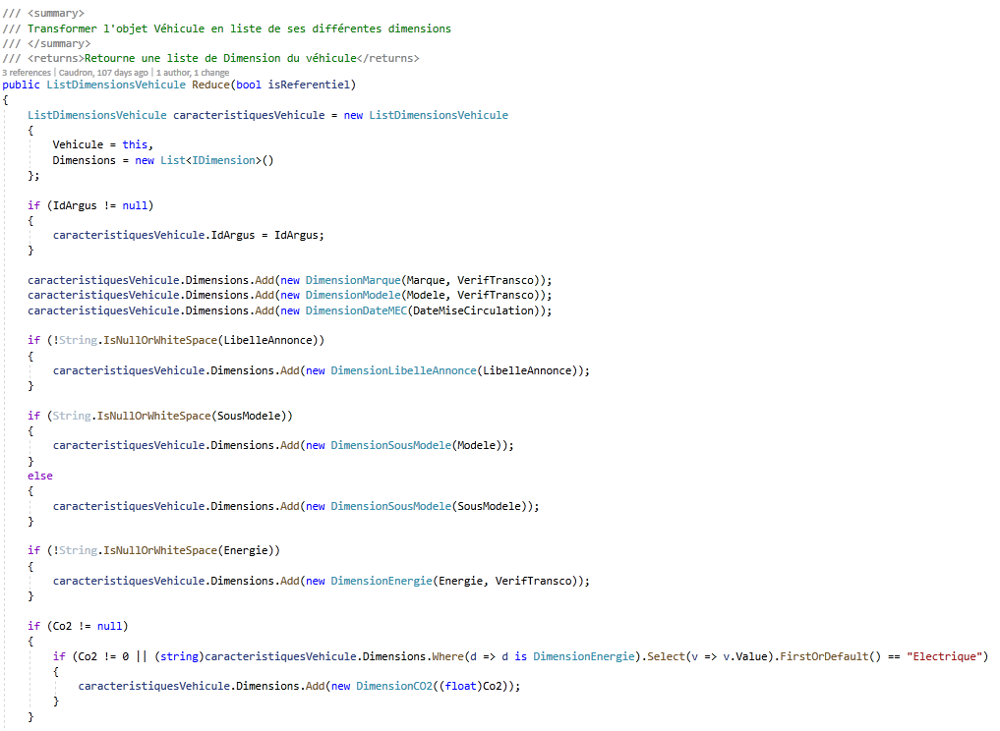 /// <summary>
/// Transformer l'objet Véhicule en liste de ses différentes dimensions
/// </summary>
/// <returns>Retourne une liste de Dimension du véhicule</returns>
3 references | Caudron, 107 days ago | 1 author, 1 change
public ListDimensionsVehicule Reduce(bool isReferentiel)
{
    ListDimensionsVehicule caracteristiquesVehicule = new ListDimensionsVehicule
    {
        Vehicule = this,
        Dimensions = new List<IDimension>()
    };

    if (IdArgus != null)
    {
        caracteristiquesVehicule.IdArgus = IdArgus;
    }

    caracteristiquesVehicule.Dimensions.Add(new DimensionMarque(Marque, VerifTransco));
    caracteristiquesVehicule.Dimensions.Add(new DimensionModele(Modele, VerifTransco));
    caracteristiquesVehicule.Dimensions.Add(new DimensionDateMEC(DateMiseCirculation));

    if (!String.IsNullOrWhiteSpace(LibelleAnnonce))
    {
        caracteristiquesVehicule.Dimensions.Add(new DimensionLibelleAnnonce(LibelleAnnonce));
    }

    if (String.IsNullOrWhiteSpace(SousModele))
    {
        caracteristiquesVehicule.Dimensions.Add(new DimensionSousModele(Modele));
    }
    else
    {
        caracteristiquesVehicule.Dimensions.Add(new DimensionSousModele(SousModele));
    }

    if (!String.IsNullOrWhiteSpace(Energie))
    {
        caracteristiquesVehicule.Dimensions.Add(new DimensionEnergie(Energie, VerifTransco));
    }

    if (Co2 != null)
    {
        if (Co2 != 0 || (string)caracteristiquesVehicule.Dimensions.Where(d => d is DimensionEnergie).Select(v => v.Value).FirstOrDefault() == "Electrique")
        {
            caracteristiquesVehicule.Dimensions.Add(new DimensionCO2((float)Co2));
        }
    }